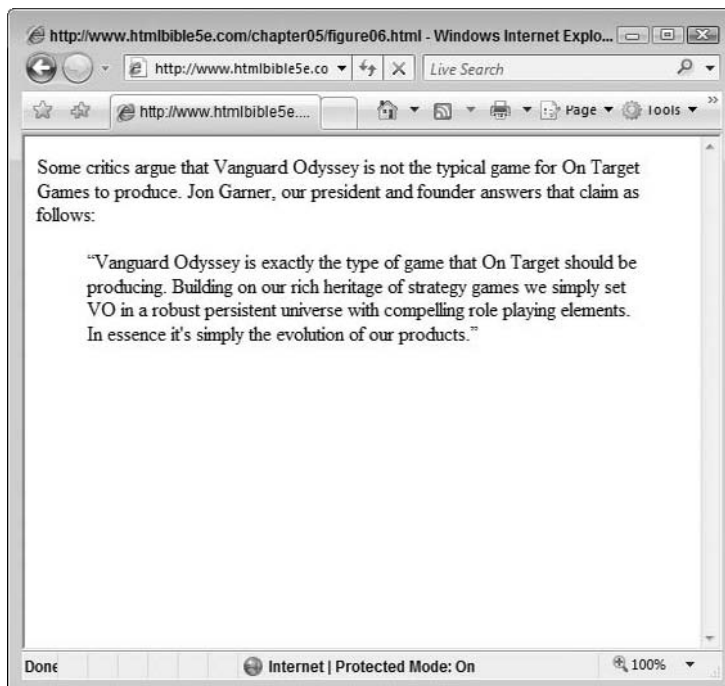 http://www.htmlbible5e.com/chapter05/figure06.html - Windows Internet Explo...
http://www.htmlbible5e.co Live Search
http://www.htmlbible5e.... Page Tools »
Some critics argue that Vanguard Odyssey is not the typical game for On Target
Games to produce. Jon Garner, our president and founder answers that claim as
follows:
“Vanguard Odyssey is exactly the type of game that On Target should be
producing. Building on our rich heritage of strategy games we simply set
VO in a robust persistent universe with compelling role playing elements.
In essence it's simply the evolution of our products.”
Done Internet | Protected Mode: On 100%